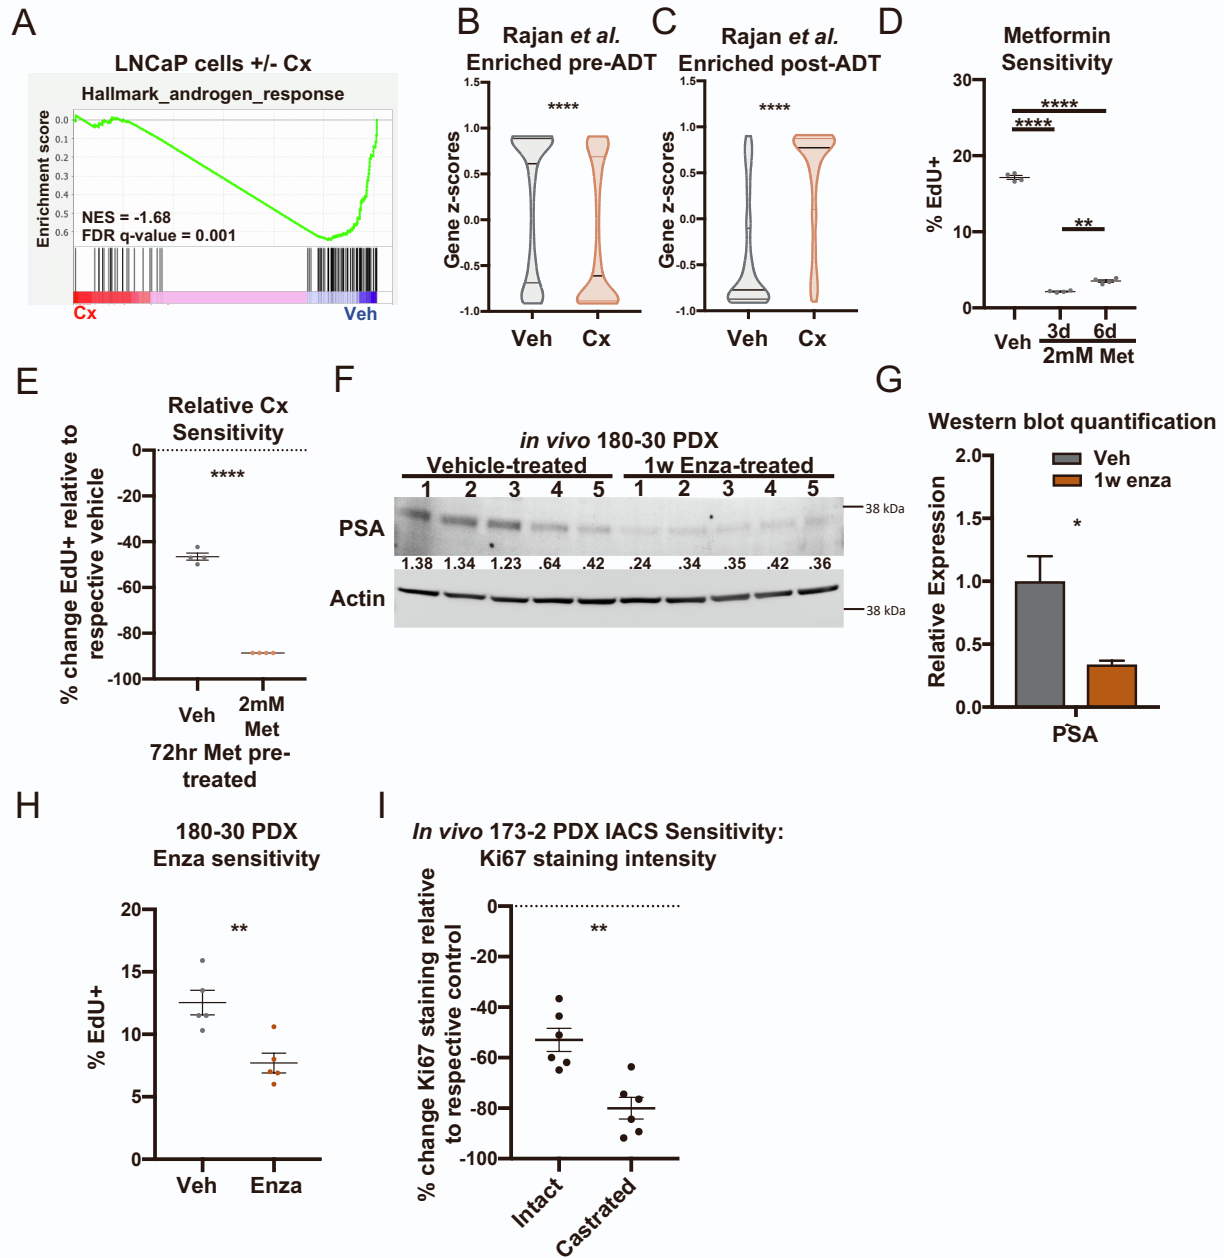 A
LNCaP cells +/- Cx
Hallmark_androgen_response
Enrichment score
0.0
0.1
0.2
0.3
0.4
0.5
0.6
NES = -1.68
FDR q-value = 0.001
Cx
Veh
B
Rajan et al.
Enriched pre-ADT
Gene z-scores
1.5
1.0
0.5
0.0
-0.5
-1.0
****
Veh
Cx
C
Rajan et al.
Enriched post-ADT
Gene z-scores
1.5
1.0
0.5
0.0
-0.5
-1.0
****
Veh
Cx
D
Metformin
Sensitivity
% EdU+
30
20
10
0
****
****
**
Veh
3d
6d
2mM Met
E
Relative Cx
Sensitivity
% change EdU+ relative to
respective vehicle
0
-20
-40
-60
-80
-100
****
Veh
2mM
Met
72hr Met pre-
treated
F
in vivo 180-30 PDX
Vehicle-treated
1w Enza-treated
1 2 3 4 5 1 2 3 4 5
PSA
38 kDa
1.38 1.34 1.23 .64 .42 .24 .34 .35 .42 .36
Actin
38 kDa
G
Western blot quantification
Relative Expression
2.0
1.5
1.0
0.5
0.0
Veh
1w enza
*
PSA
H
180-30 PDX
Enza sensitivity
% EdU+
20
15
10
5
0
**
Veh
Enza
I
In vivo 173-2 PDX IACS Sensitivity:
Ki67 staining intensity
% change Ki67 staining relative
to respective control
0
-20
-40
-60
-80
-100
**
Intact
Castrated